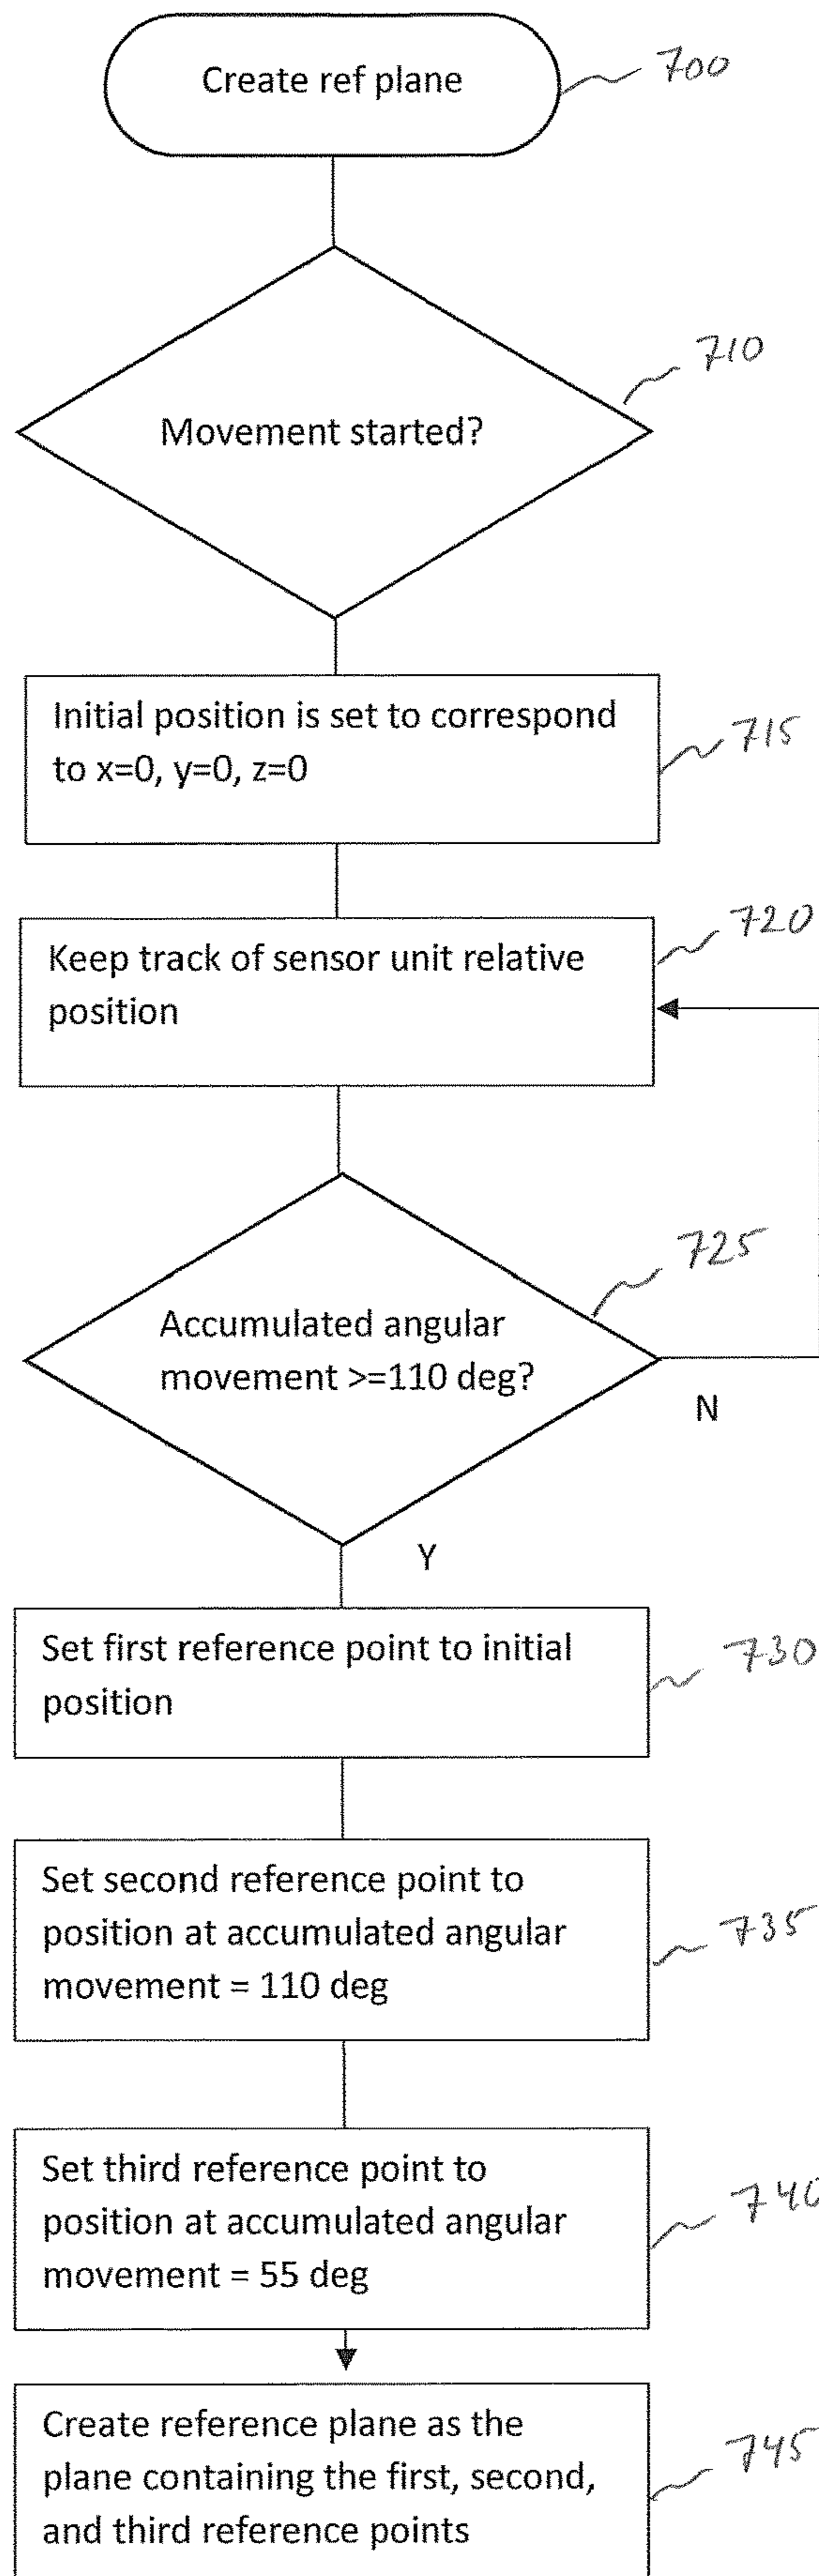 Create ref plane
700
710
Movement started?
Initial position is set to correspond
to x=0, y=0, z=0
715
720
Keep track of sensor unit relative
position
725
Accumulated angular
movement >=110 deg?
N
Y
Set first reference point to initial
position
730
Set second reference point to
position at accumulated angular
movement = 110 deg
735
Set third reference point to
position at accumulated angular
movement = 55 deg
740
Create reference plane as the
plane containing the first, second,
and third reference points
745